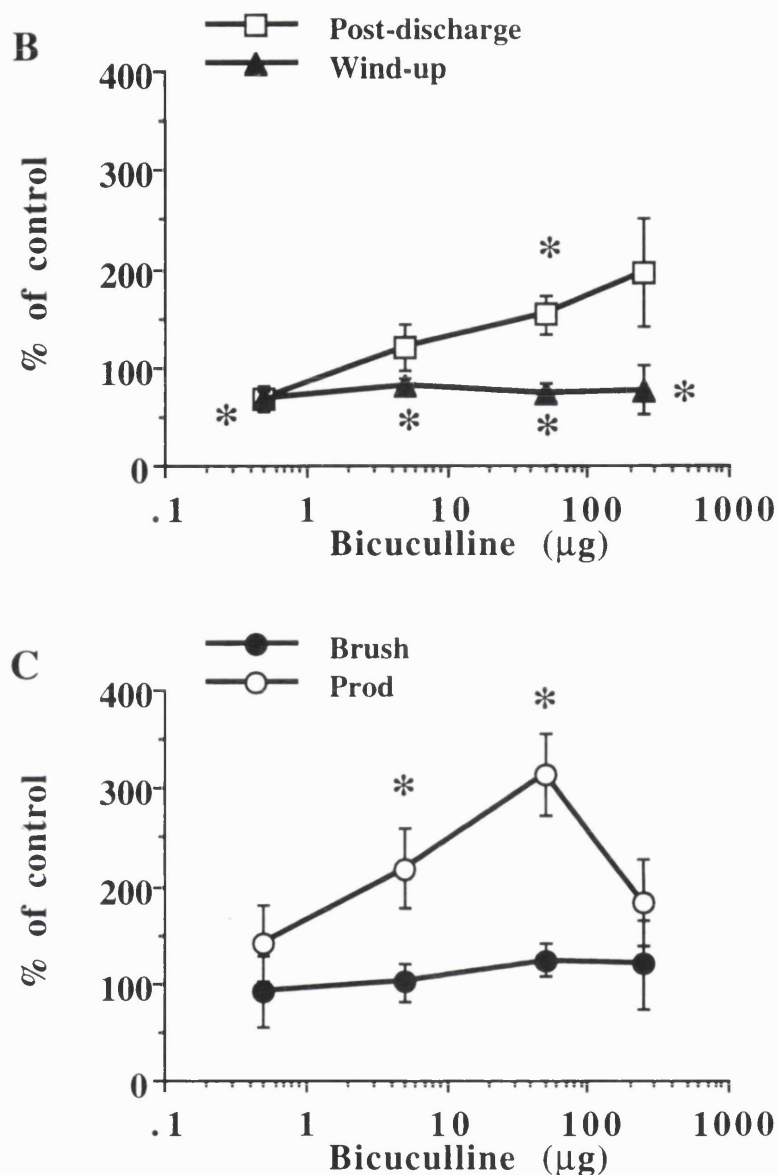 B
Post-discharge
Wind-up
% of control
400
300
200
100
0
*
*
*
*
*
.1 1 10 100 1000
Bicuculline (µg)
C
Brush
Prod
% of control
400
300
200
100
0
*
*
.1 1 10 100 1000
Bicuculline (µg)